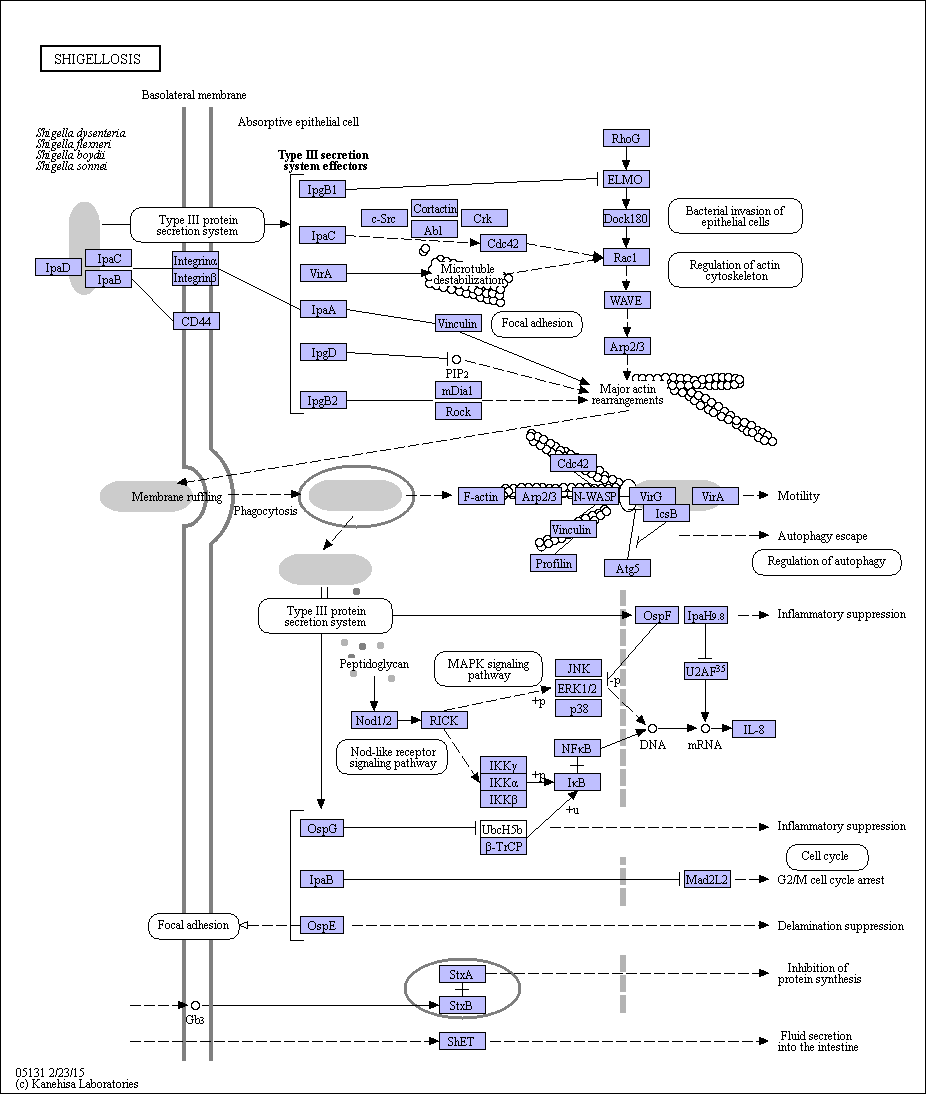 SHIGELLOSIS
Basolateral membrane
Absorptive epithelial cell
Shigella dysenteria
Shigella flexneri
Shigella boydii
Shigella sonnei
Type III secretion
system effectors
RhoG
IpgB1
ELMO
Type III protein
secretion system
c-Src
Cortactin
Crk
Abl
Dock180
Bacterial invasion of
epithelial cells
IpaC
Cdc42
IpaD
IpaC
IpaB
Integrinα
Integrinβ
VirA
Microtuble
destabilization
Rac1
Regulation of actin
cytoskeleton
WAVE
CD44
IpaA
Vinculin
Focal adhesion
Arp2/3
IpgD
PIP2
IpgB2
mDia1
Rock
Major actin
rearrangements
Membrane ruffling
Phagocytosis
Cdc42
F-actin
Arp2/3
N-WASP
VirG
VirA
Motility
IcsB
Vinculin
Autophagy escape
Profilin
Atg5
Regulation of autophagy
Type III protein
secretion system
OspF
IpaH9.8
Inflammatory suppression
Peptidoglycan
MAPK signaling
pathway
JNK
ERK1/2
p38
-p
+p
U2AF35
Nod1/2
RICK
DNA
mRNA
IL-8
Nod-like receptor
signaling pathway
NFκB
IKKγ
IKKα
IKKβ
+p
IκB
+u
OspG
UbcH5b
β-TrCP
Inflammatory suppression
Cell cycle
IpaB
Mad2L2
G2/M cell cycle arrest
Focal adhesion
OspE
Delamination suppression
StxA
StxB
Inhibition of
protein synthesis
Gb3
ShET
Fluid secretion
into the intestine
05131 2/23/15
(c) Kanehisa Laboratories